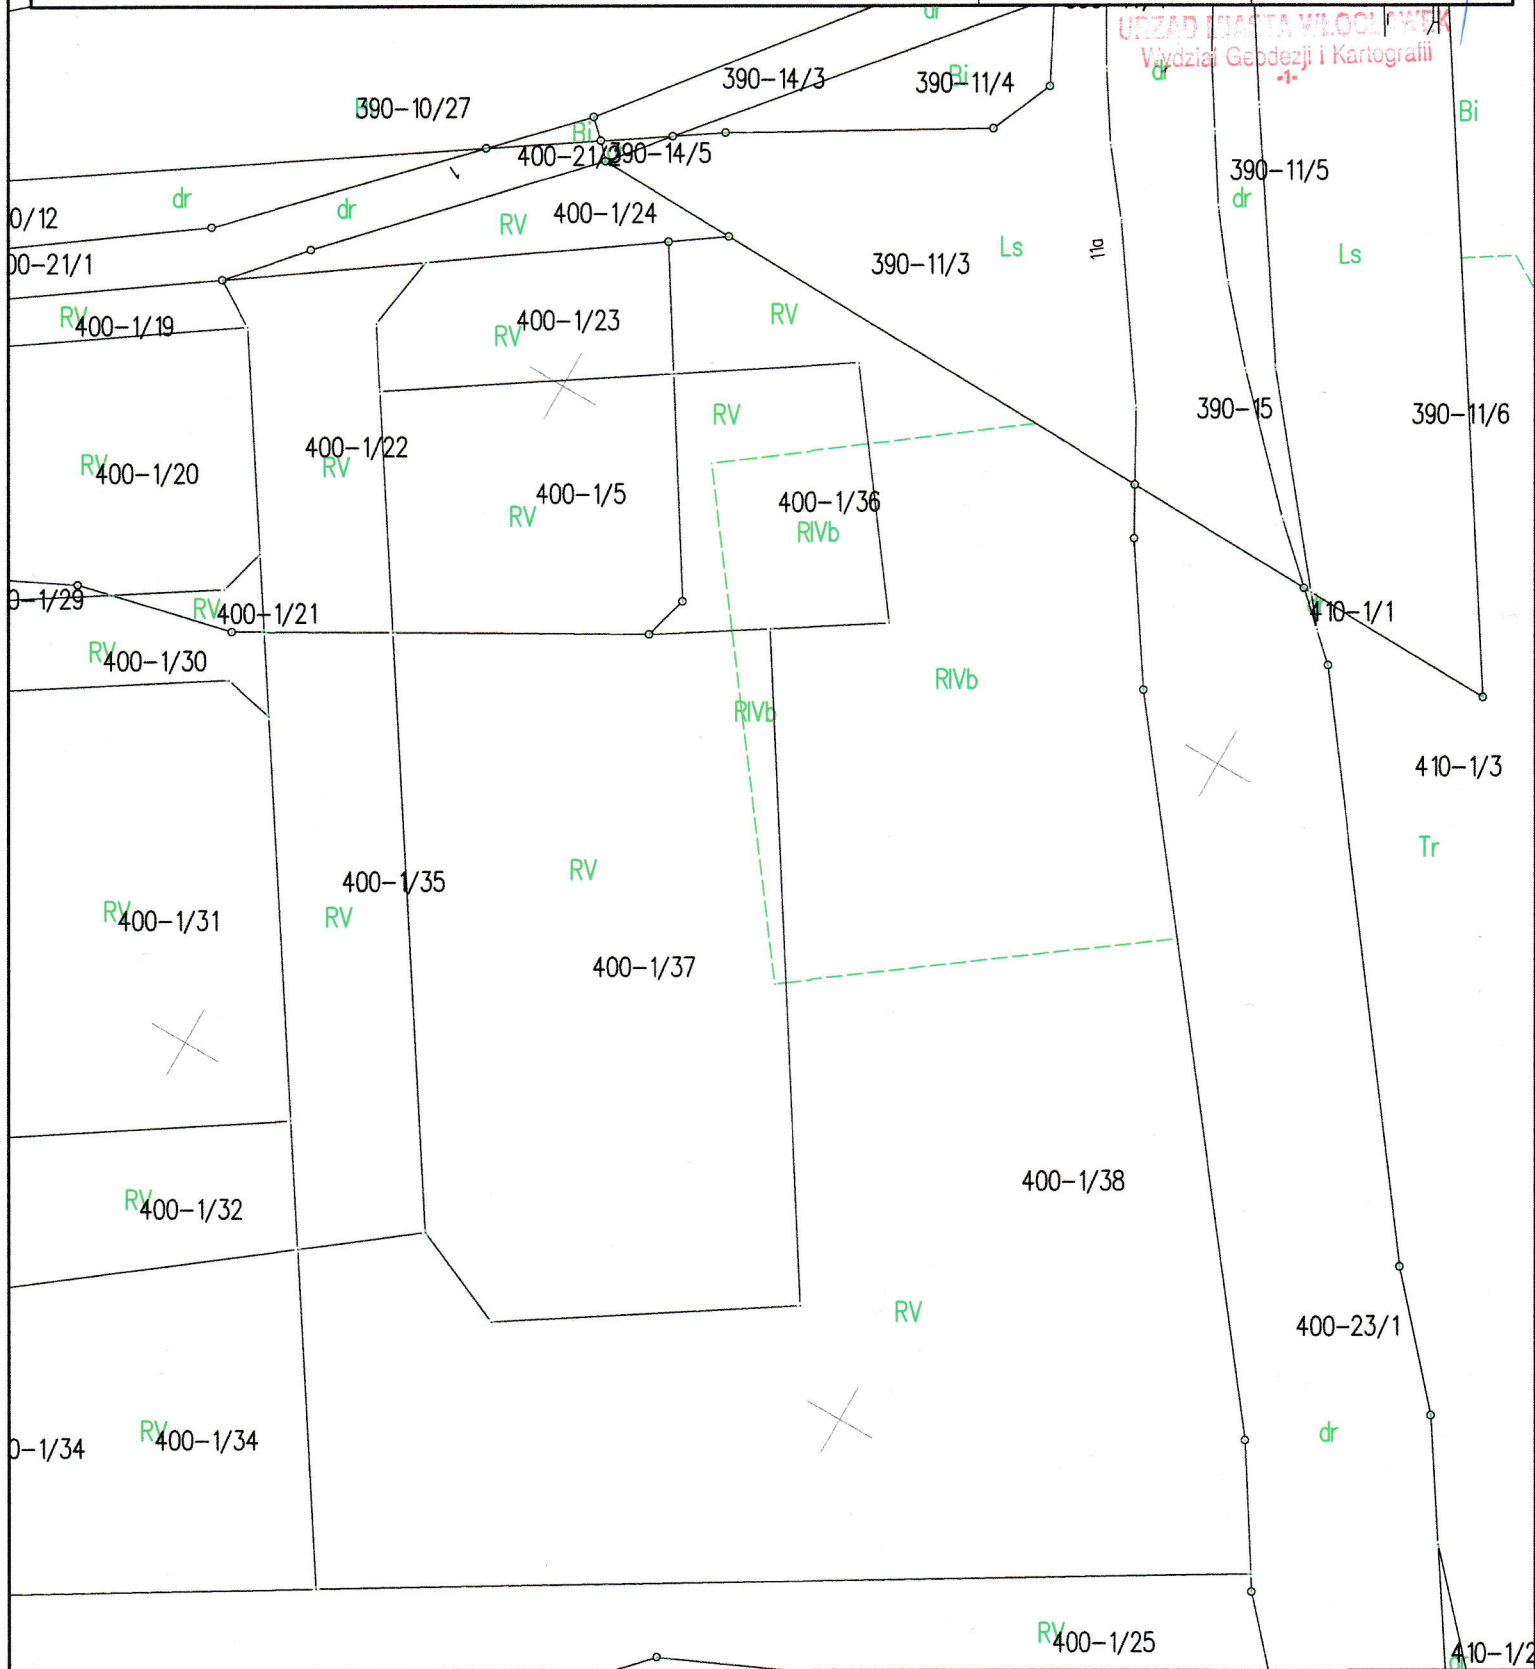 dr
URZĄD MIASTA WŁOCŁAWEK
Wydział Geodezji i Kartografii
-1-
390-14/3
Bi
390-11/4
dr
390-10/27
Bi
Bi
400-21/2
390-14/5
390-11/5
dr
dr
dr
0/12
RV
400-1/24
00-21/1
390-11/3
Ls
11a
Ls
RV
400-1/19
RV
400-1/23
RV
390-15
390-11/6
RV
400-1/22
RV
RV
400-1/20
400-1/5
RV
400-1/36
RIVb
0-1/29
RV
400-1/21
410-1/1
RV
400-1/30
RIVb
RIVb
410-1/3
Tr
400-1/35
RV
RV
400-1/31
RV
400-1/37
400-1/38
RV
400-1/32
RV
400-23/1
RV
400-1/34
0-1/34
dr
RV
400-1/25
410-1/2